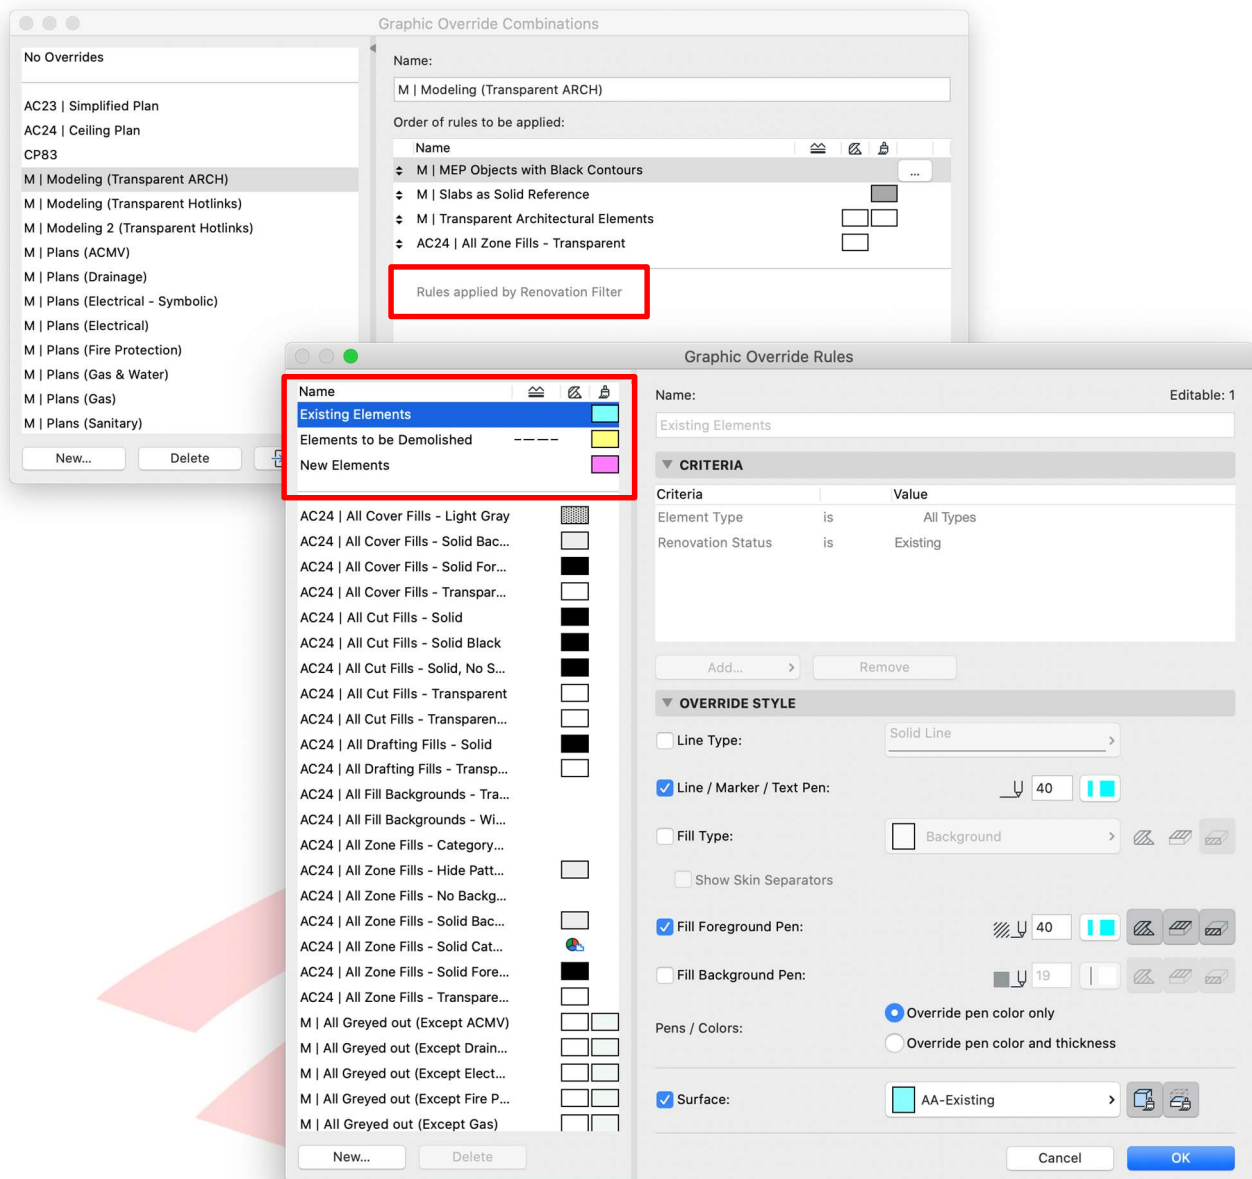 Graphic Override Combinations
No Overrides
AC23 | Simplified Plan
AC24 | Ceiling Plan
CP83
M | Modeling (Transparent ARCH)
M | Modeling (Transparent Hotlinks)
M | Modeling 2 (Transparent Hotlinks)
M | Plans (ACMV)
M | Plans (Drainage)
M | Plans (Electrical - Symbolic)
M | Plans (Electrical)
M | Plans (Fire Protection)
M | Plans (Gas & Water)
M | Plans (Gas)
M | Plans (Sanitary)
New...
Delete
Name:
M | Modeling (Transparent ARCH)
Order of rules to be applied:
Name
M | MEP Objects with Black Contours
...
M | Slabs as Solid Reference
M | Transparent Architectural Elements
AC24 | All Zone Fills - Transparent
Rules applied by Renovation Filter
Graphic Override Rules
Name
Existing Elements
Elements to be Demolished
New Elements
AC24 | All Cover Fills - Light Gray
AC24 | All Cover Fills - Solid Bac...
AC24 | All Cover Fills - Solid For...
AC24 | All Cover Fills - Transpar...
AC24 | All Cut Fills - Solid
AC24 | All Cut Fills - Solid Black
AC24 | All Cut Fills - Solid, No S...
AC24 | All Cut Fills - Transparent
AC24 | All Cut Fills - Transparen...
AC24 | All Drafting Fills - Solid
AC24 | All Drafting Fills - Transp...
AC24 | All Fill Backgrounds - Tra...
AC24 | All Fill Backgrounds - Wi...
AC24 | All Zone Fills - Category...
AC24 | All Zone Fills - Hide Patt...
AC24 | All Zone Fills - No Backg...
AC24 | All Zone Fills - Solid Bac...
AC24 | All Zone Fills - Solid Cat...
AC24 | All Zone Fills - Solid Fore...
AC24 | All Zone Fills - Transpare...
M | All Greyed out (Except ACMV)
M | All Greyed out (Except Drain...
M | All Greyed out (Except Elect...
M | All Greyed out (Except Fire P...
M | All Greyed out (Except Gas)
New...
Delete
Name:
Editable: 1
Existing Elements
CRITERIA
Criteria Value
Element Type is All Types
Renovation Status is Existing
Add...
Remove
OVERRIDE STYLE
Line Type:
Solid Line
Line / Marker / Text Pen:
40
Fill Type:
Background
Show Skin Separators
Fill Foreground Pen:
40
Fill Background Pen:
19
Pens / Colors:
Override pen color only
Override pen color and thickness
Surface:
AA-Existing
Cancel
OK